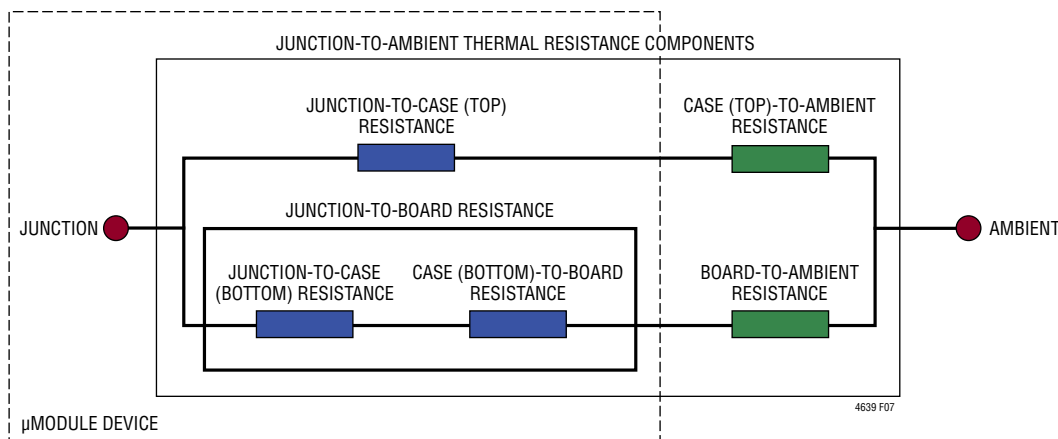 JUNCTION-TO-AMBIENT THERMAL RESISTANCE COMPONENTS
JUNCTION-TO-CASE (TOP)
RESISTANCE
CASE (TOP)-TO-AMBIENT
RESISTANCE
JUNCTION-TO-BOARD RESISTANCE
JUNCTION
AMBIENT
JUNCTION-TO-CASE
(BOTTOM) RESISTANCE
CASE (BOTTOM)-TO-BOARD
RESISTANCE
BOARD-TO-AMBIENT
RESISTANCE
4639 F07
µMODULE DEVICE